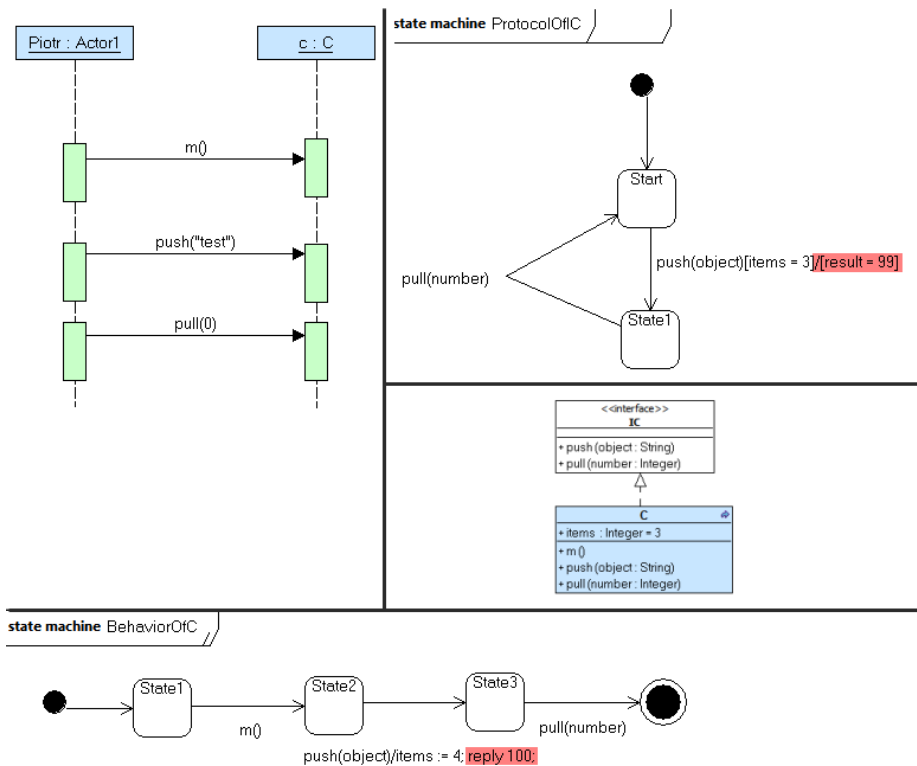 Piotr : Actor1
c : C
m()
push("test")
pull(0)
state machine ProtocolOfIC
Start
push(object)[items = 3]/[result = 99]
pull(number)
State1
<<interface>>
IC
+ push (object : String)
+ pull (number : Integer)
C
+ items : Integer = 3
+ m ()
+ push (object : String)
+ pull (number : Integer)
state machine BehaviorOfC
State1
State2
State3
m()
pull(number)
push(object)/items := 4; reply 100;